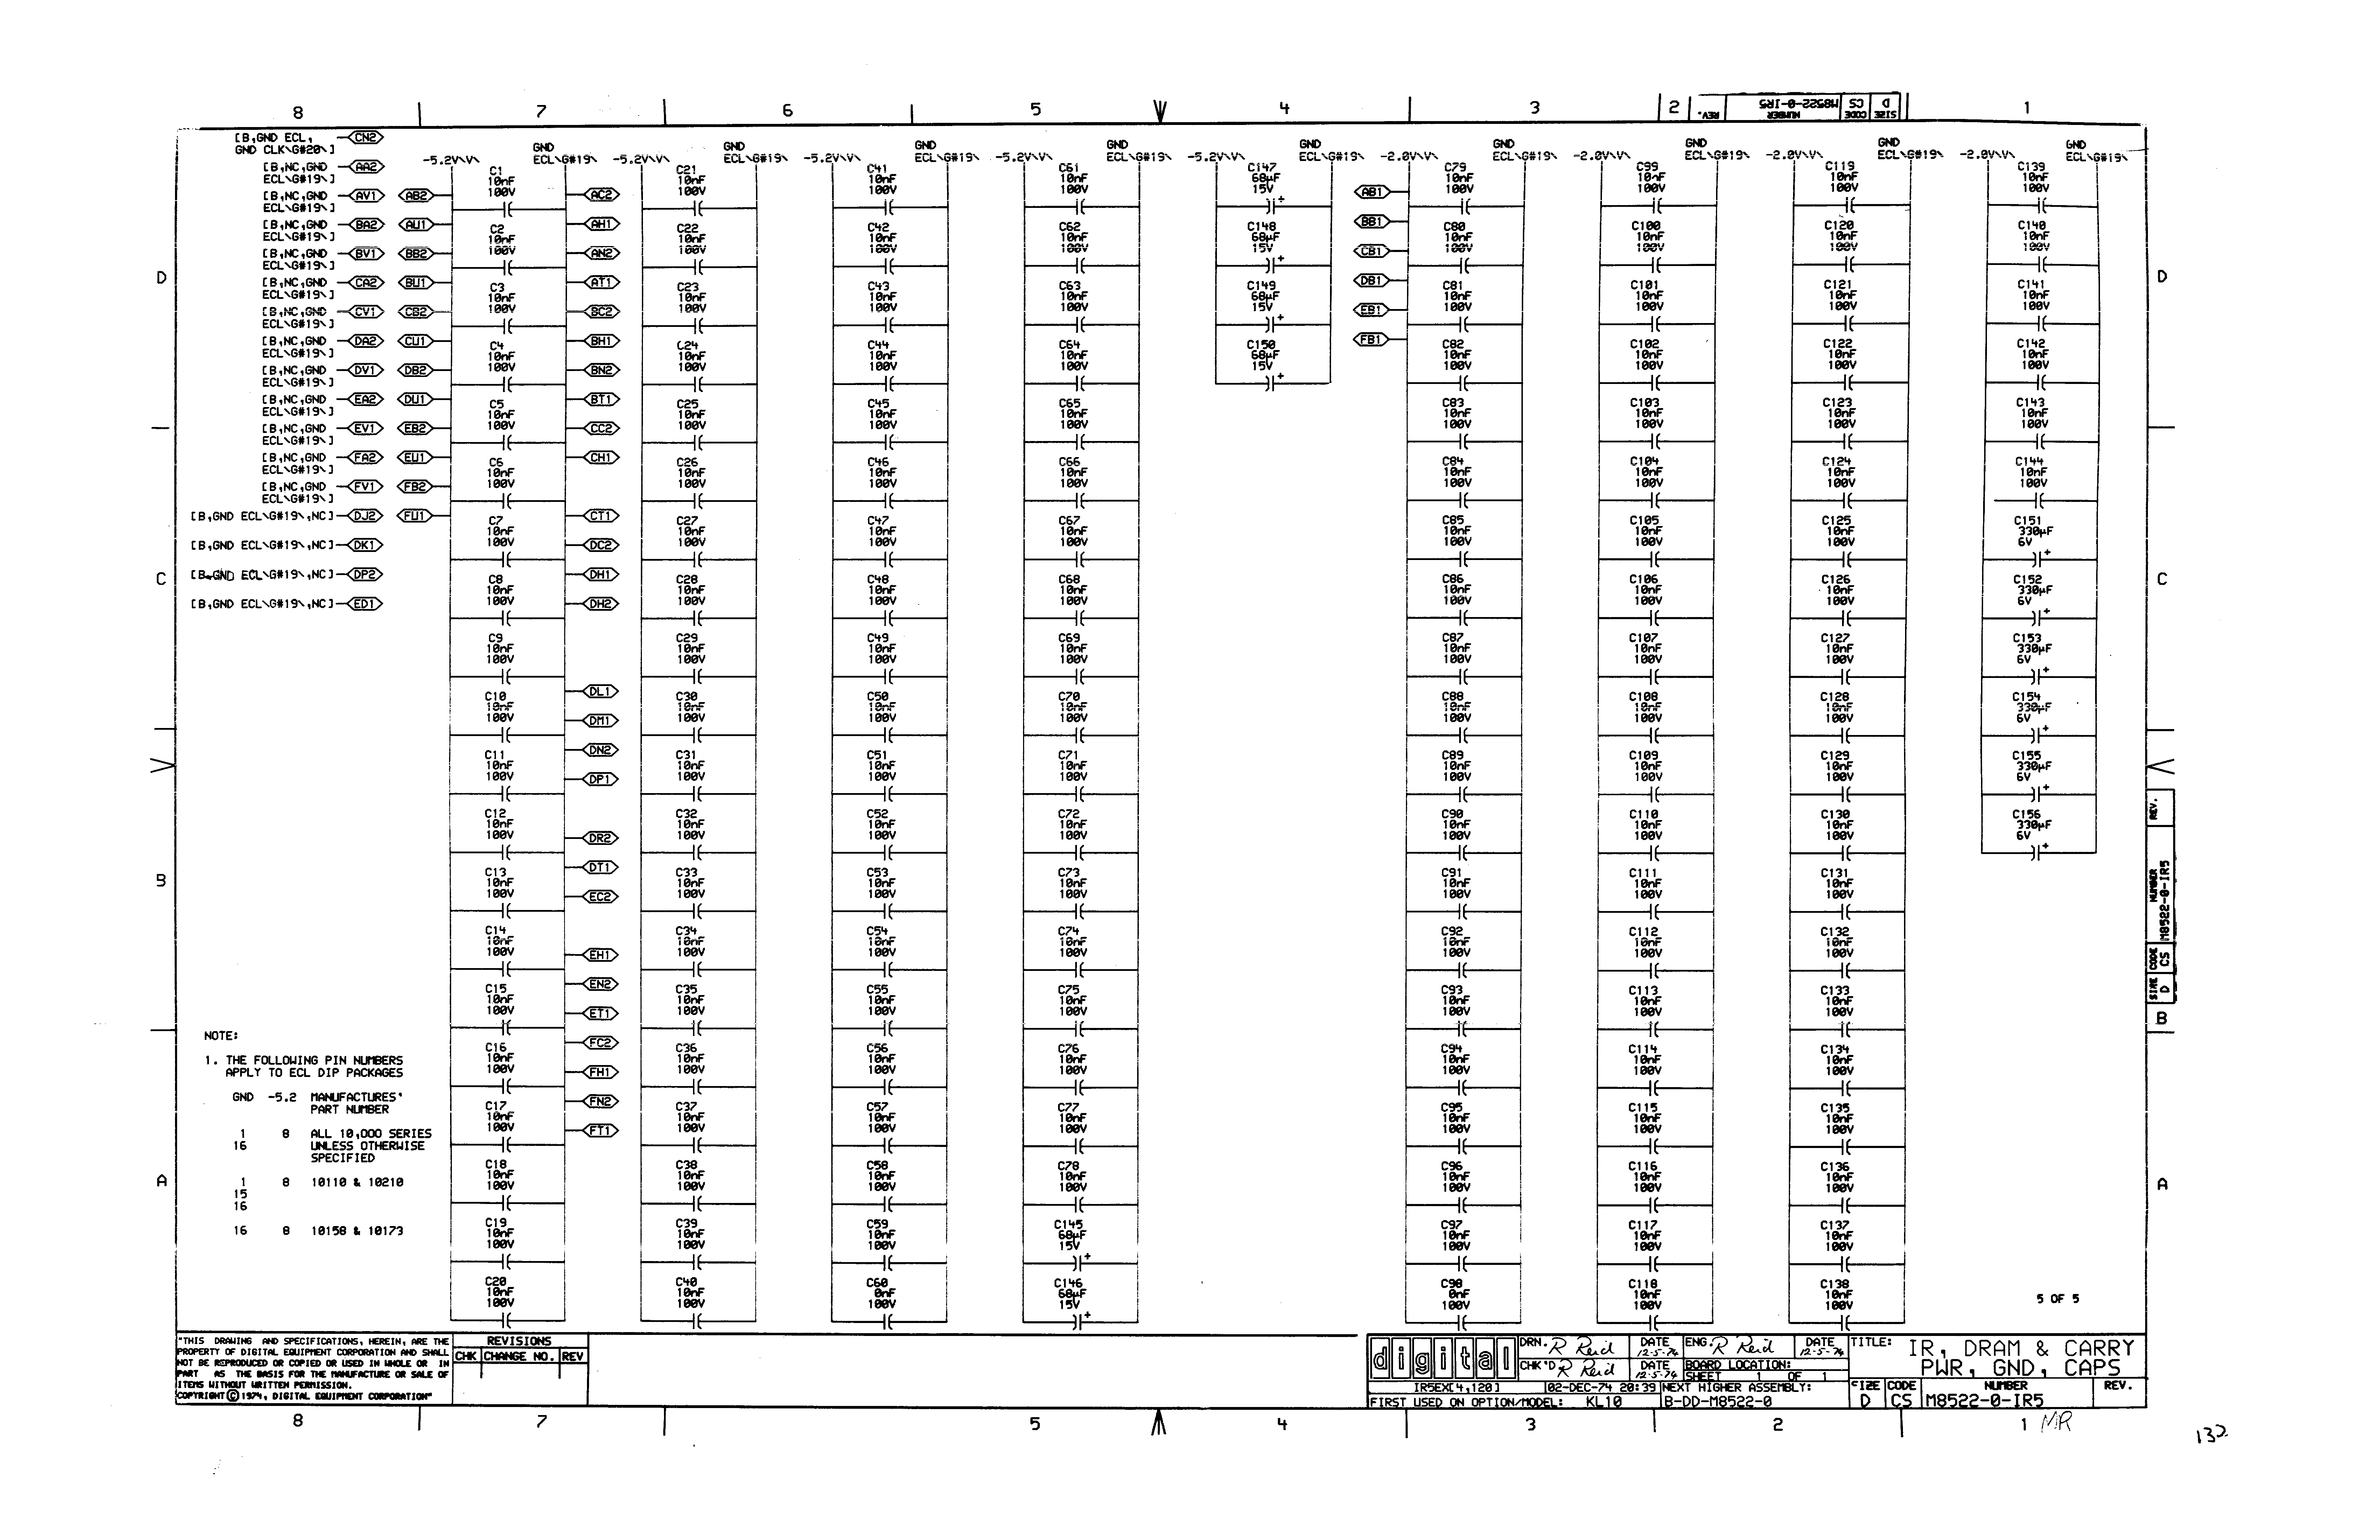 8 7 6 5 4 3 2 1
REV. NUMBER M8522-0-IR5 CODE CS SIZE D
[B,GND ECL, CN2
GND CLK\G#20\]
[B,NC,GND AA2
ECL\G#19\]
[B,NC,GND AV1 AB2
ECL\G#19\]
[B,NC,GND BA2 AU1
ECL\G#19\]
[B,NC,GND BV1 BB2
ECL\G#19\]
[B,NC,GND CA2 BU1
ECL\G#19\]
[B,NC,GND CV1 CB2
ECL\G#19\]
[B,NC,GND DA2 CU1
ECL\G#19\]
[B,NC,GND DV1 DB2
ECL\G#19\]
[B,NC,GND EA2 DU1
ECL\G#19\]
[B,NC,GND EV1 EB2
ECL\G#19\]
[B,NC,GND FA2 EU1
ECL\G#19\]
[B,NC,GND FV1 FB2
ECL\G#19\]
[B,GND ECL\G#19\,NC] DJ2 FU1
[B,GND ECL\G#19\,NC] DK1
[B,GND ECL\G#19\,NC] DP2
[B,GND ECL\G#19\,NC] ED1
GND GND GND GND GND GND GND GND GND
-5.2V\V\ ECL\G#19\ -5.2V\V\ ECL\G#19\ -5.2V\V\ ECL\G#19\ -5.2V\V\ ECL\G#19\ -5.2V\V\ ECL\G#19\ -2.0V\V\ ECL\G#19\ -2.0V\V\ ECL\G#19\ -2.0V\V\ ECL\G#19\ -2.0V\V\ ECL\G#19\
AC2
AH1
AN2
AT1
BC2
BH1
BN2
BT1
CC2
CH1
CT1
DC2
DH1
DH2
DL1
DM1
DN2
DP1
DR2
DT1
EC2
EH1
EN2
ET1
FC2
FH1
FN2
FT1
AB1
BB1
CB1
DB1
EB1
FB1
C1 C21 C41 C61 C147 C79 C99 C119 C139
10nF 10nF 10nF 10nF 68µF 10nF 10nF 10nF 10nF
100V 100V 100V 100V 15V 100V 100V 100V 100V
C2 C22 C42 C62 C148 C80 C100 C120 C140
10nF 10nF 10nF 10nF 68µF 10nF 10nF 10nF 10nF
100V 100V 100V 100V 15V 100V 100V 100V 100V
C3 C23 C43 C63 C149 C81 C101 C121 C141
10nF 10nF 10nF 10nF 68µF 10nF 10nF 10nF 10nF
100V 100V 100V 100V 15V 100V 100V 100V 100V
C4 C24 C44 C64 C150 C82 C102 C122 C142
10nF 10nF 10nF 10nF 68µF 10nF 10nF 10nF 10nF
100V 100V 100V 100V 15V 100V 100V 100V 100V
C5 C25 C45 C65 C83 C103 C123 C143
10nF 10nF 10nF 10nF 10nF 10nF 10nF 10nF
100V 100V 100V 100V 100V 100V 100V 100V
C6 C26 C46 C66 C84 C104 C124 C144
10nF 10nF 10nF 10nF 10nF 10nF 10nF 10nF
100V 100V 100V 100V 100V 100V 100V 100V
C7 C27 C47 C67 C85 C105 C125 C151
10nF 10nF 10nF 10nF 10nF 10nF 10nF 330µF
100V 100V 100V 100V 100V 100V 100V 6V
C8 C28 C48 C68 C86 C106 C126 C152
10nF 10nF 10nF 10nF 10nF 10nF 10nF 330µF
100V 100V 100V 100V 100V 100V 100V 6V
C9 C29 C49 C69 C87 C107 C127 C153
10nF 10nF 10nF 10nF 10nF 10nF 10nF 330µF
100V 100V 100V 100V 100V 100V 100V 6V
C10 C30 C50 C70 C88 C108 C128 C154
10nF 10nF 10nF 10nF 10nF 10nF 10nF 330µF
100V 100V 100V 100V 100V 100V 100V 6V
C11 C31 C51 C71 C89 C109 C129 C155
10nF 10nF 10nF 10nF 10nF 10nF 10nF 330µF
100V 100V 100V 100V 100V 100V 100V 6V
C12 C32 C52 C72 C90 C110 C130 C156
10nF 10nF 10nF 10nF 10nF 10nF 10nF 330µF
100V 100V 100V 100V 100V 100V 100V 6V
C13 C33 C53 C73 C91 C111 C131
10nF 10nF 10nF 10nF 10nF 10nF 10nF
100V 100V 100V 100V 100V 100V 100V
C14 C34 C54 C74 C92 C112 C132
10nF 10nF 10nF 10nF 10nF 10nF 10nF
100V 100V 100V 100V 100V 100V 100V
C15 C35 C55 C75 C93 C113 C133
10nF 10nF 10nF 10nF 10nF 10nF 10nF
100V 100V 100V 100V 100V 100V 100V
C16 C36 C56 C76 C94 C114 C134
10nF 10nF 10nF 10nF 10nF 10nF 10nF
100V 100V 100V 100V 100V 100V 100V
C17 C37 C57 C77 C95 C115 C135
10nF 10nF 10nF 10nF 10nF 10nF 10nF
100V 100V 100V 100V 100V 100V 100V
C18 C38 C58 C78 C96 C116 C136
10nF 10nF 10nF 10nF 10nF 10nF 10nF
100V 100V 100V 100V 100V 100V 100V
C19 C39 C59 C145 C97 C117 C137
10nF 10nF 10nF 68µF 10nF 10nF 10nF
100V 100V 100V 15V 100V 100V 100V
C20 C40 C60 C146 C98 C118 C138
10nF 10nF 0nF 68µF 0nF 10nF 10nF
100V 100V 100V 15V 100V 100V 100V
D D
C C
B B
A A
NOTE:
1. THE FOLLOWING PIN NUMBERS
APPLY TO ECL DIP PACKAGES
GND -5.2 MANUFACTURES'
PART NUMBER
1 8 ALL 10,000 SERIES
16 UNLESS OTHERWISE
SPECIFIED
1 8 10110 & 10210
15
16
16 8 10158 & 10173
SIZE D CODE CS NUMBER M8522-0-IR5 REV.
5 OF 5
"THIS DRAWING AND SPECIFICATIONS, HEREIN, ARE THE
PROPERTY OF DIGITAL EQUIPMENT CORPORATION AND SHALL
NOT BE REPRODUCED OR COPIED OR USED IN WHOLE OR IN
PART AS THE BASIS FOR THE MANUFACTURE OR SALE OF
ITEMS WITHOUT WRITTEN PERMISSION.
COPYRIGHT © 1974, DIGITAL EQUIPMENT CORPORATION"
REVISIONS
CHK CHANGE NO. REV
digital
DRN. R Reid DATE 12-5-74 ENG. R Reid DATE 12-5-74
CHK'D R Reid DATE 12-5-74 BOARD LOCATION:
SHEET 1 OF 1
TITLE: IR, DRAM & CARRY
PWR, GND, CAPS
IR5EX[4,120] 02-DEC-74 20:39 NEXT HIGHER ASSEMBLY:
FIRST USED ON OPTION/MODEL: KL10 B-DD-M8522-0
SIZE CODE NUMBER REV.
D CS M8522-0-IR5
8 7 5 4 3 2 1 MR
132